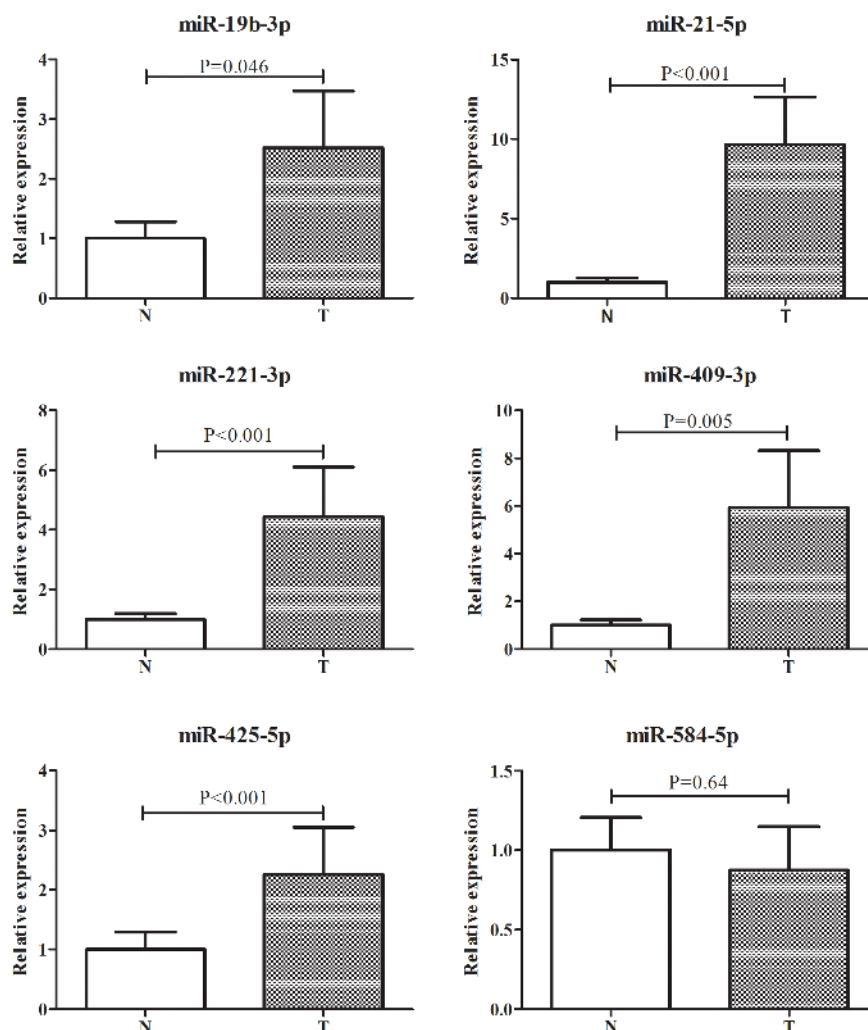 miR-19b-3p
P=0.046
Relative expression
4
3
2
1
0
N T
miR-21-5p
P<0.001
Relative expression
15
10
5
0
N T
miR-221-3p
P<0.001
Relative expression
8
6
4
2
0
N T
miR-409-3p
P=0.005
Relative expression
10
8
6
4
2
0
N T
miR-425-5p
P<0.001
Relative expression
4
3
2
1
0
N T
miR-584-5p
P=0.64
Relative expression
1.5
1.0
0.5
0.0
N T